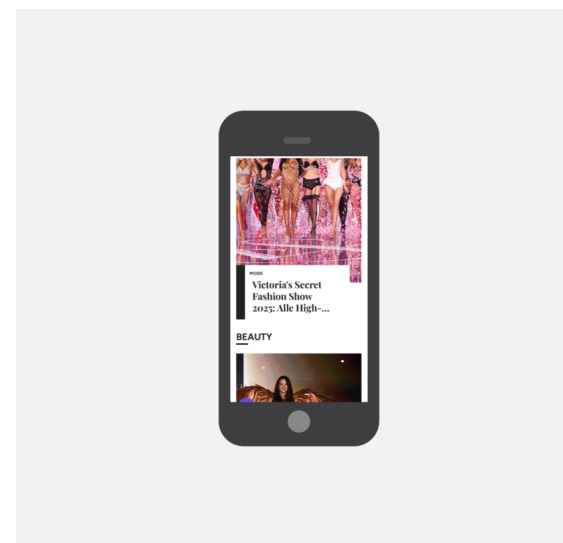 MODE
Victoria's Secret
Fashion Show
2025: Alle High-...
BEAUTY